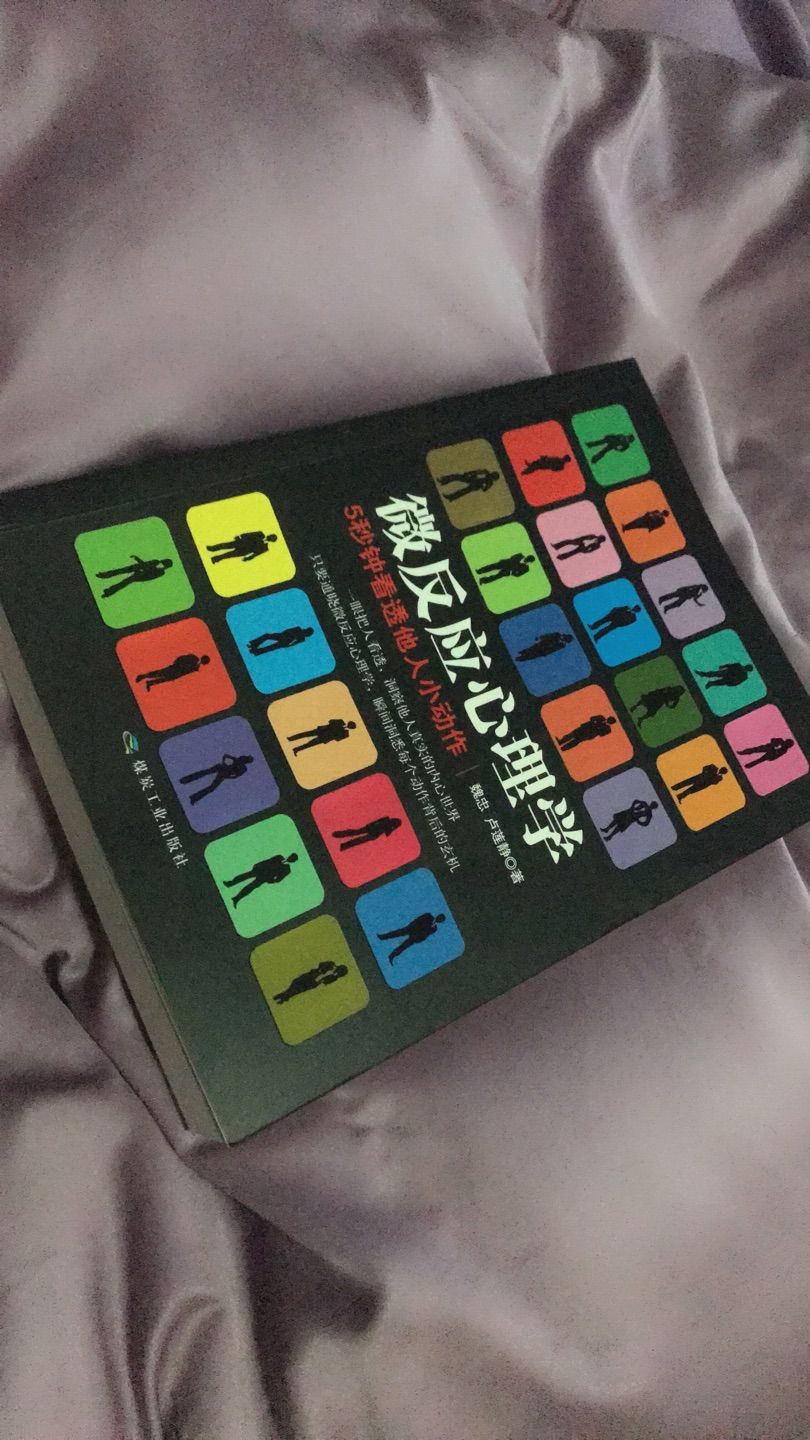 微反应心理学
5秒钟看透他人小动作
魏忠 卢莲静◎著
一眼把人看透,洞察他人真实的内心世界
只要通晓微反应心理学,瞬间洞悉每个动作背后的玄机
煤炭工业出版社